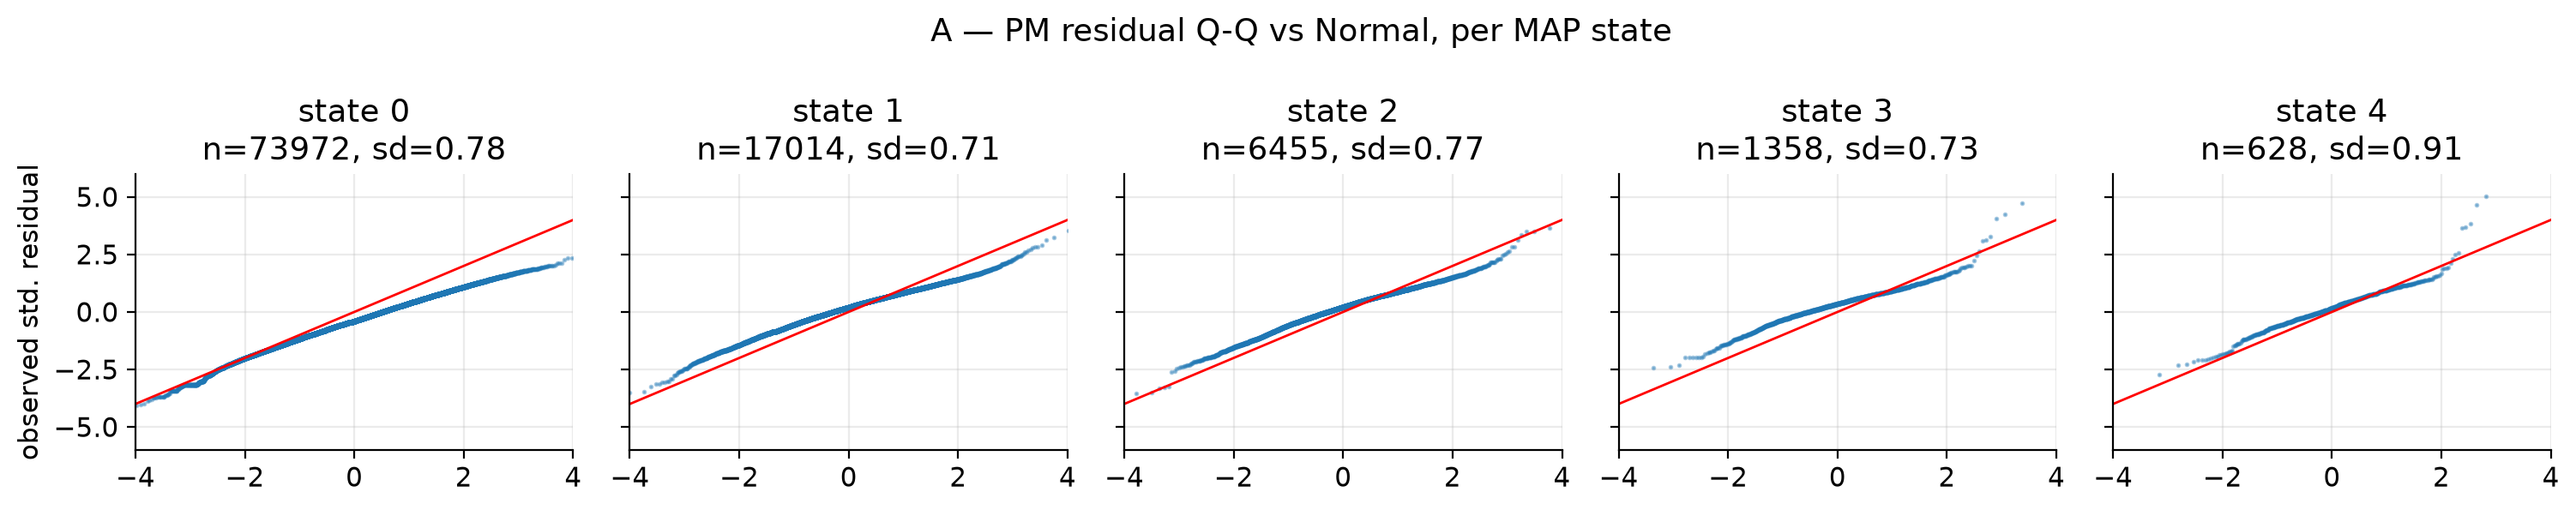 A — PM residual Q-Q vs Normal, per MAP state
state 0
n=73972, sd=0.78
state 1
n=17014, sd=0.71
state 2
n=6455, sd=0.77
state 3
n=1358, sd=0.73
state 4
n=628, sd=0.91
observed std. residual
5.0
2.5
0.0
−2.5
−5.0
−4 −2 0 2 4
−4 −2 0 2 4
−4 −2 0 2 4
−4 −2 0 2 4
−4 −2 0 2 4